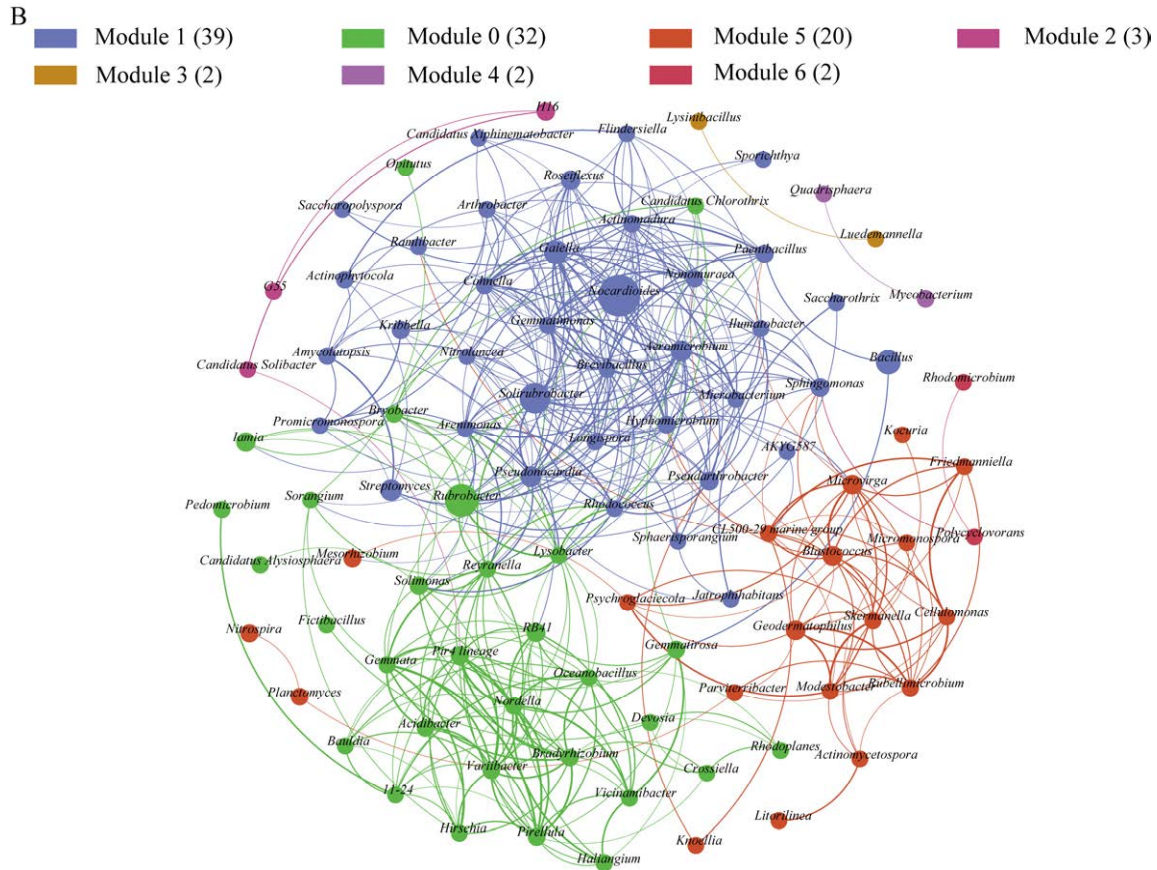 B
Module 1 (39)
Module 0 (32)
Module 5 (20)
Module 2 (3)
Module 3 (2)
Module 4 (2)
Module 6 (2)
H16
Lysinibacillus
Candidatus Xiphinematobacter
Flindersiella
Sporichthya
Opitutus
Roseiflexus
Quadrisphaera
Saccharopolyspora
Arthrobacter
Candidatus Chlorothrix
Actinomadura
Luedemannella
Ramlibacter
Gaiella
Paenibacillus
Actinophytocola
Cohnella
Nonomuraea
G55
Nocardioides
Mycobacterium
Saccharothrix
Kribbella
Gemmatimonas
Ilumatobacter
Amycolatopsis
Nitrolancea
Aeromicrobium
Candidatus Solibacter
Brevibacillus
Bacillus
Sphingomonas
Rhodomicrobium
Solirubrobacter
Microbacterium
Bryobacter
Promicromonospora
Hyphomicrobium
Arenimonas
Kocuria
Iamia
Longispora
AKYG587
Friedmanniella
Pseudonocardia
Pseudarthrobacter
Microvirga
Streptomyces
Rubrobacter
Pedomicrobium
Sorangium
Rhodococcus
CL500-29 marine group
Micromonospora
Polycyclovorans
Sphaerisporangium
Mesorhizobium
Lysobacter
Blastococcus
Candidatus Alysiosphaera
Reyranella
Solimonas
Psychroglaciecola
Jatrophihabitans
Fictibacillus
Skermanella
Cellulomonas
Nitrospira
RB41
Geodermatophilus
Gemmata
Pir4 lineage
Gemmatirosa
Oceanobacillus
Planctomyces
Parviterribacter
Modestobacter
Rubellimicrobium
Nordella
Acidibacter
Devosia
Bauldia
Bradyrhizobium
Rhodoplanes
Actinomycetospora
Variibacter
Crossiella
11-24
Vicinamibacter
Hirschia
Pirellula
Litorilinea
Knoellia
Haliangium